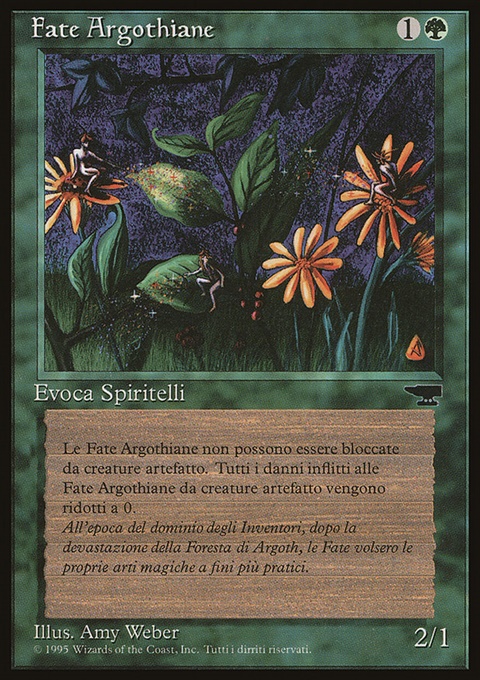 Fate Argothiane 1
Evoca Spiritelli
Le Fate Argothiane non possono essere bloccate
da creature artefatto. Tutti i danni inflitti alle
Fate Argothiane da creature artefatto vengono
ridotti a 0.
All'epoca del dominio degli Inventori, dopo la
devastazione della Foresta di Argoth, le Fate volsero le
proprie arti magiche a fini più pratici.
Illus. Amy Weber
2/1
© 1995 Wizards of the Coast, Inc. Tutti i dirriti riservati.